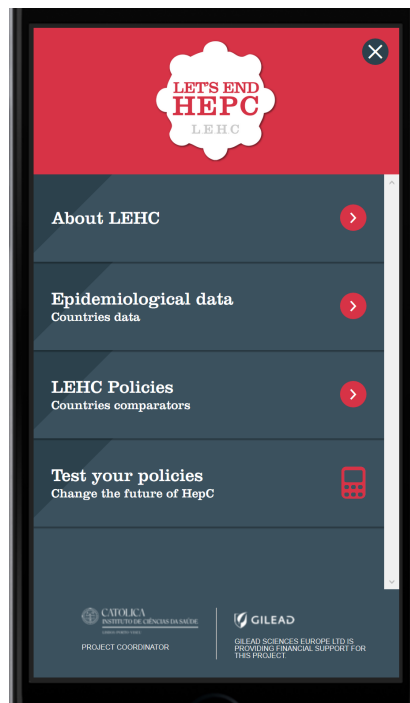 LET'S END
HEPC
LEHC
About LEHC
Epidemiological data
Countries data
LEHC Policies
Countries comparators
Test your policies
Change the future of HepC
CATOLICA
INSTITUTO DE CIÊNCIAS DA SAÚDE
PROJECT COORDINATOR
GILEAD
GILEAD SCIENCES EUROPE LTD IS
PROVIDING FINANCIAL SUPPORT FOR
THIS PROJECT.